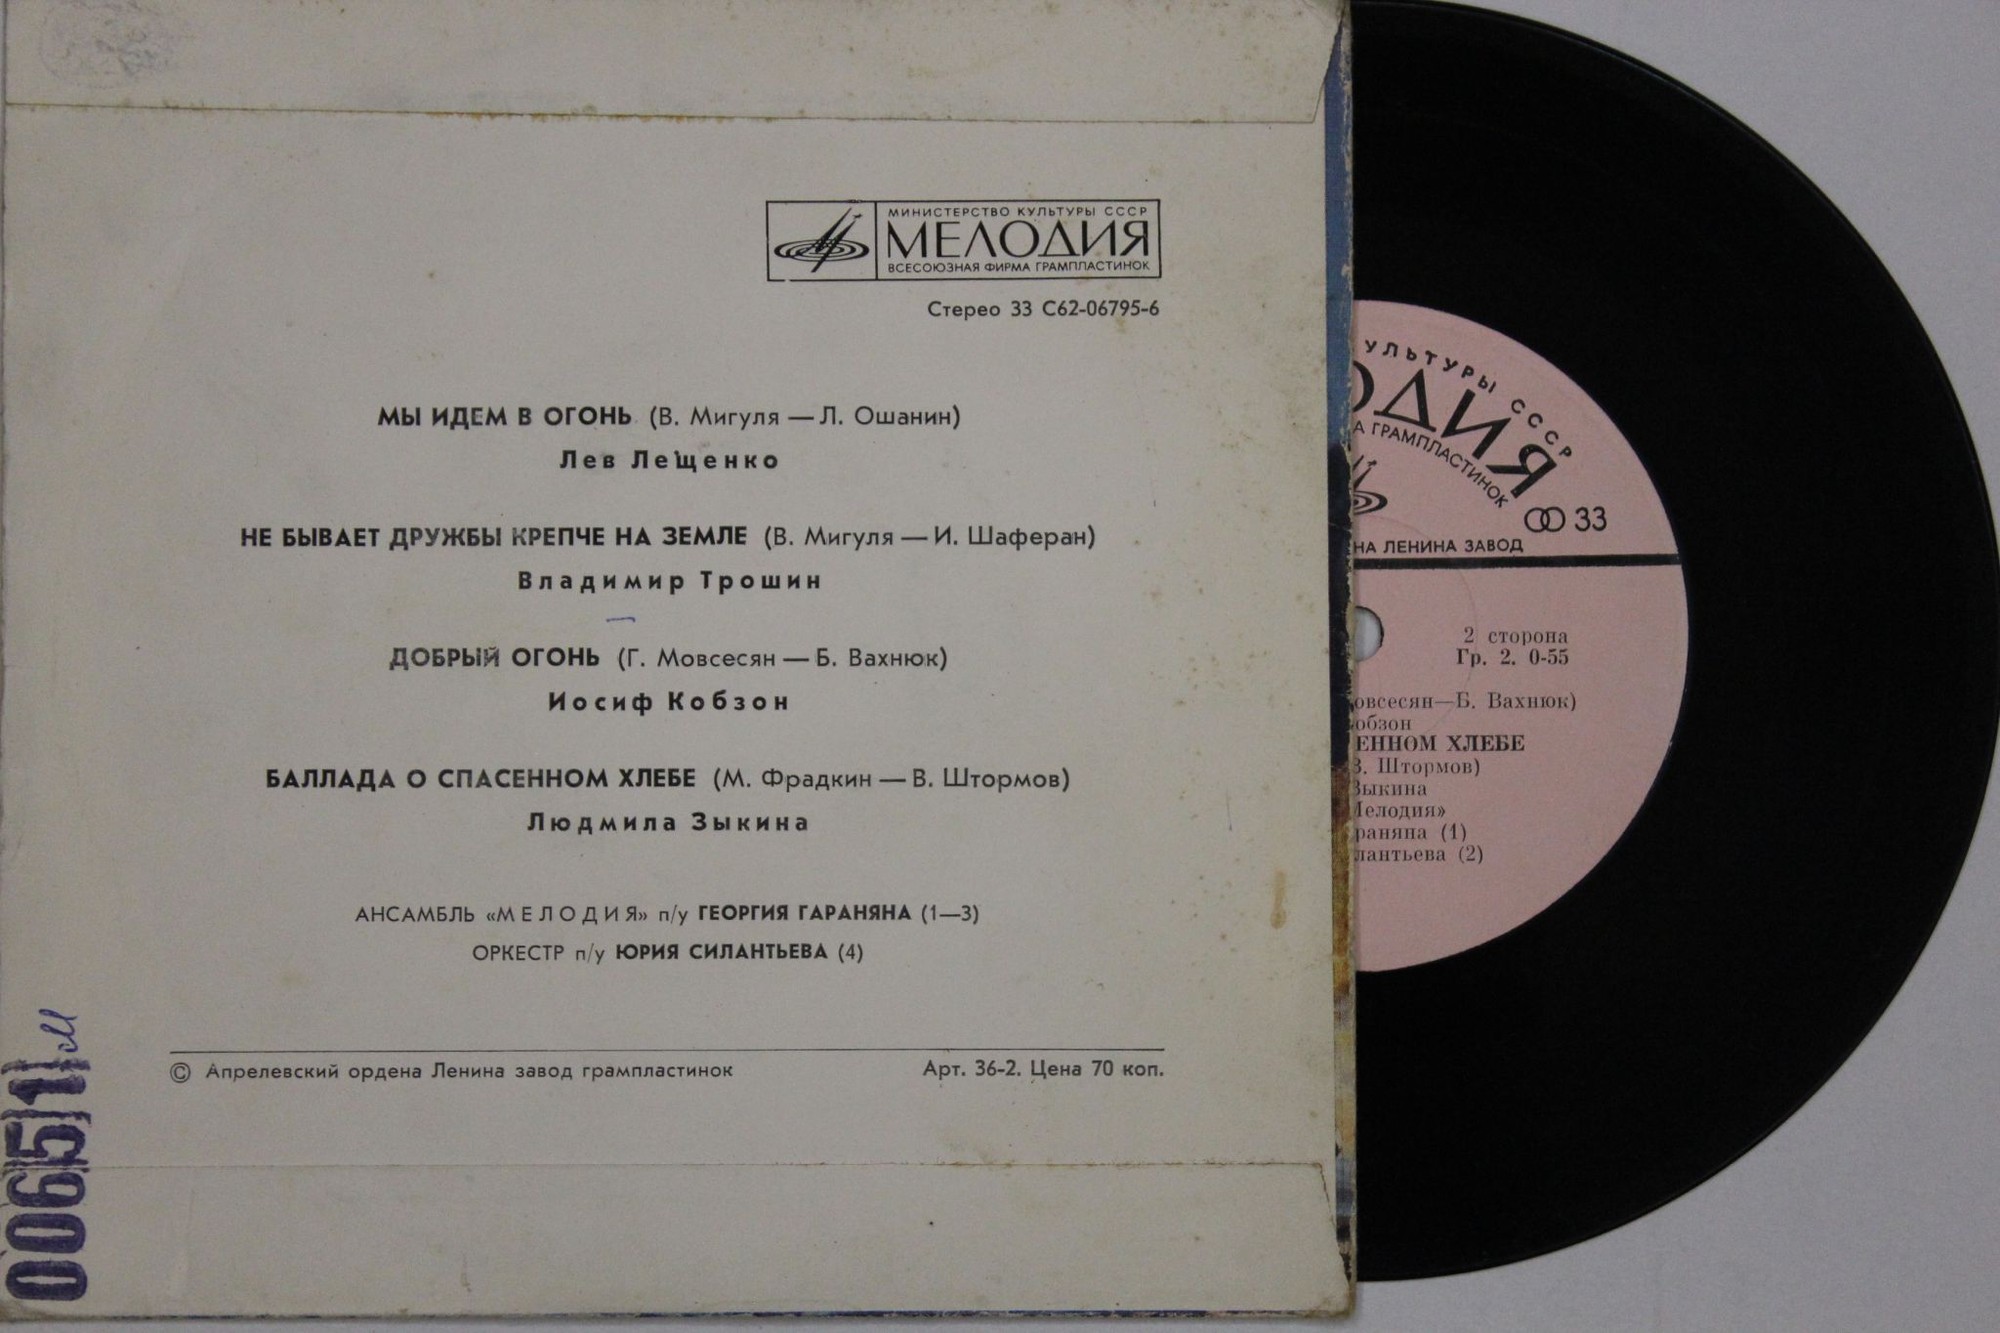 МИНИСТЕРСТВО КУЛЬТУРЫ СССР
МЕЛОДИЯ
ВСЕСОЮЗНАЯ ФИРМА ГРАМПЛАСТИНОК
Стерео 33 С62-06795-6
МЫ ИДЕМ В ОГОНЬ (В. Мигуля — Л. Ошанин)
Лев Лещенко
НЕ БЫВАЕТ ДРУЖБЫ КРЕПЧЕ НА ЗЕМЛЕ (В. Мигуля — И. Шаферан)
Владимир Трошин
ДОБРЫЙ ОГОНЬ (Г. Мовсесян — Б. Вахнюк)
Иосиф Кобзон
БАЛЛАДА О СПАСЕННОМ ХЛЕБЕ (М. Фрадкин — В. Штормов)
Людмила Зыкина
АНСАМБЛЬ «МЕЛОДИЯ» п/у ГЕОРГИЯ ГАРАНЯНА (1—3)
ОРКЕСТР п/у ЮРИЯ СИЛАНТЬЕВА (4)
© Апрелевский ордена Ленина завод грампластинок
Арт. 36-2. Цена 70 коп.
00651
УЛЬТУРЫ СССР
ОДИЯ
А ГРАМПЛАСТИНОК
33
НА ЛЕНИНА ЗАВОД
2 сторона
Гр. 2. 0-55
овсесян—Б. Вахнюк)
обзон
ЕННОМ ХЛЕБЕ
В. Штормов)
Зыкина
Мелодия»
раняна (1)
лантьева (2)